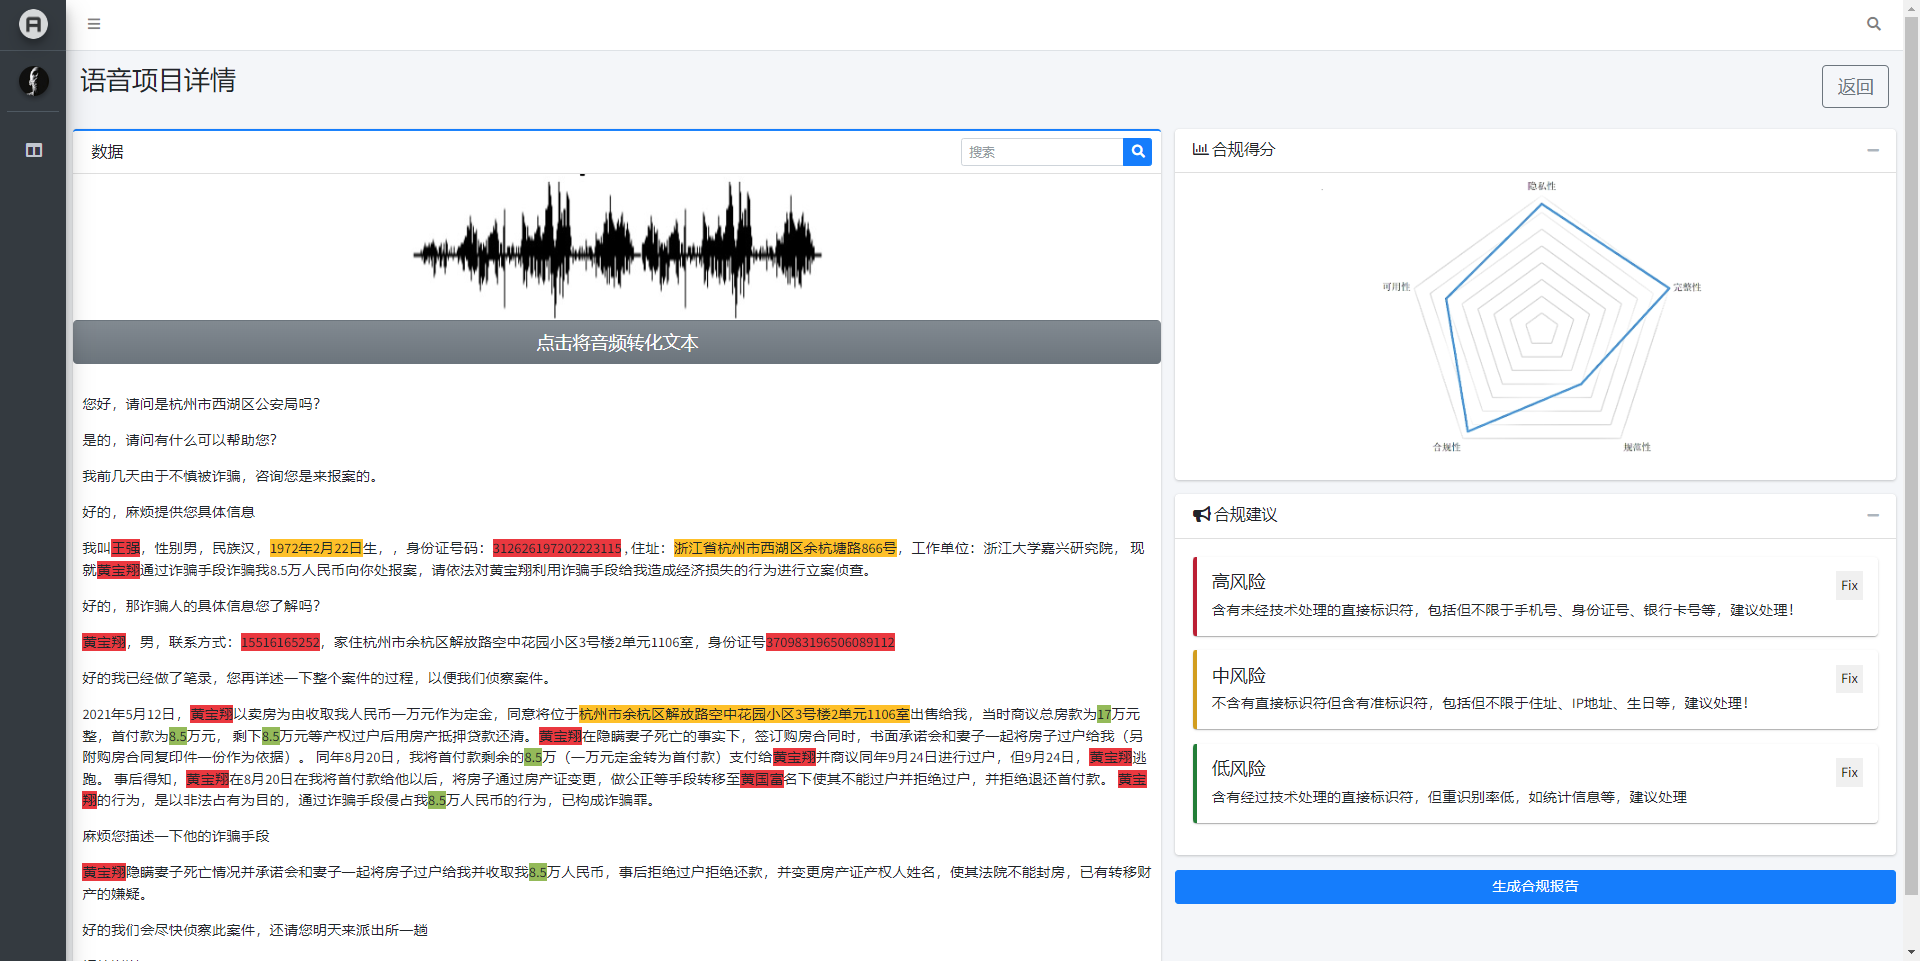 语音项目详情
返回
数据
搜索
点击将音频转化文本
您好，请问是杭州市西湖区公安局吗？
是的，请问有什么可以帮助您？
我前几天由于不慎被诈骗，咨询您是来报案的。
好的，麻烦提供您具体信息
我叫王强，性别男，民族汉，1972年2月22日生，，身份证号码：312626197202223115，住址：浙江省杭州市西湖区余杭塘路866号，工作单位：浙江大学嘉兴研究院， 现
就黄宝翔通过诈骗手段诈骗我8.5万人民币向你处报案，请依法对黄宝翔利用诈骗手段给我造成经济损失的行为进行立案侦查。
好的，那诈骗人的具体信息您了解吗？
黄宝翔，男，联系方式：15516165252，家住杭州市余杭区解放路空中花园小区3号楼2单元1106室，身份证号370983196506089112
好的我已经做了笔录，您再详述一下整个案件的过程，以便我们侦察案件。
2021年5月12日，黄宝翔以卖房为由收取我人民币一万元作为定金，同意将位于杭州市余杭区解放路空中花园小区3号楼2单元1106室出售给我，当时商议总房款为17万元
整，首付款为8.5万元， 剩下8.5万元等产权过户后用房产抵押贷款还清。黄宝翔在隐瞒妻子死亡的事实下，签订购房合同时，书面承诺会和妻子一起将房子过户给我（另
附购房合同复印件一份作为依据）。 同年8月20日，我将首付款剩余的8.5万（一万元定金转为首付款）支付给黄宝翔并商议同年9月24日进行过户，但9月24日，黄宝翔逃
跑。 事后得知，黄宝翔在8月20日在我将首付款给他以后，将房子通过房产证变更，做公正等手段转移至黄国富名下使其不能过户并拒绝过户，并拒绝退还首付款。 黄宝
翔的行为，是以非法占有为目的，通过诈骗手段侵占我8.5万人民币的行为，已构成诈骗罪。
麻烦您描述一下他的诈骗手段
黄宝翔隐瞒妻子死亡情况并承诺会和妻子一起将房子过户给我并收取我8.5万人民币，事后拒绝过户拒绝还款，并变更房产证产权人姓名，使其法院不能封房，已有转移财
产的嫌疑。
好的我们会尽快侦察此案件，还请您明天来派出所一趟
合规得分
隐私性
可用性
完整性
合规性
规范性
合规建议
高风险
Fix
含有未经技术处理的直接标识符，包括但不限于手机号、身份证号、银行卡号等，建议处理！
中风险
Fix
不含有直接标识符但含有准标识符，包括但不限于住址、IP地址、生日等，建议处理！
低风险
Fix
含有经过技术处理的直接标识符，但重识别率低，如统计信息等，建议处理
生成合规报告